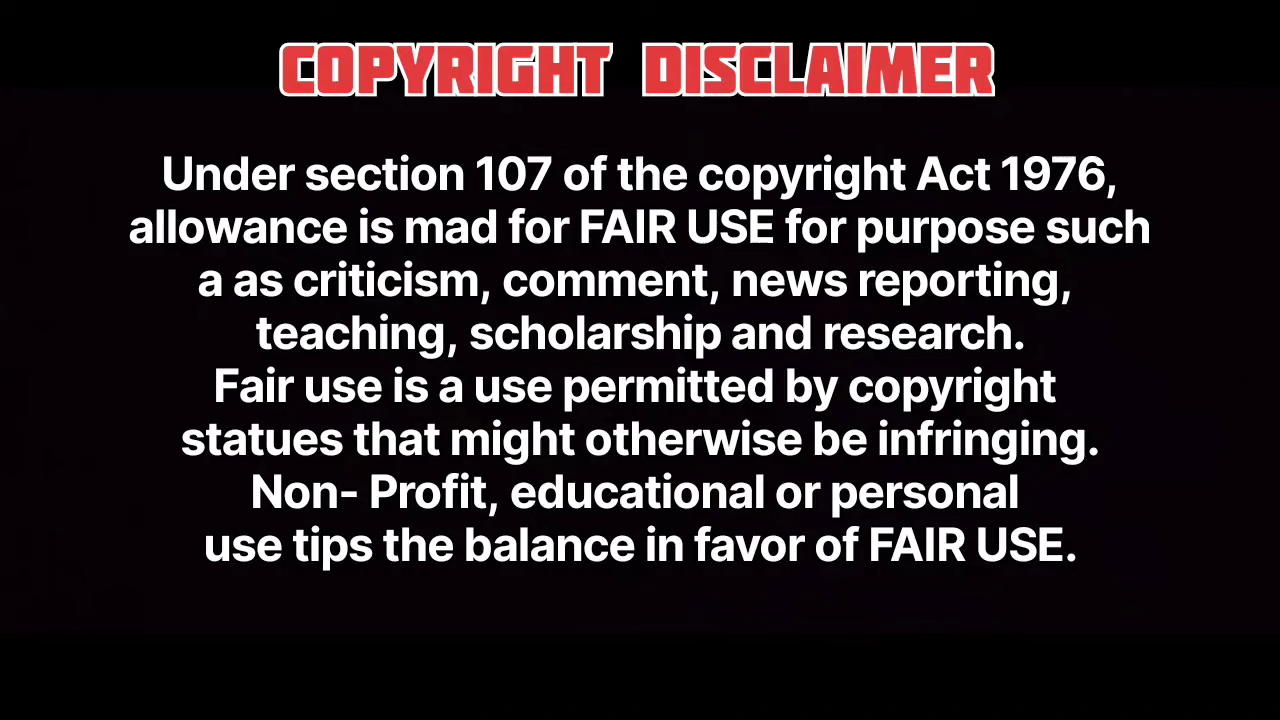 COPYRIGHT DISCLAIMER
Under section 107 of the copyright Act 1976,
allowance is mad for FAIR USE for purpose such
a as criticism, comment, news reporting,
teaching, scholarship and research.
Fair use is a use permitted by copyright
statues that might otherwise be infringing.
Non- Profit, educational or personal
use tips the balance in favor of FAIR USE.